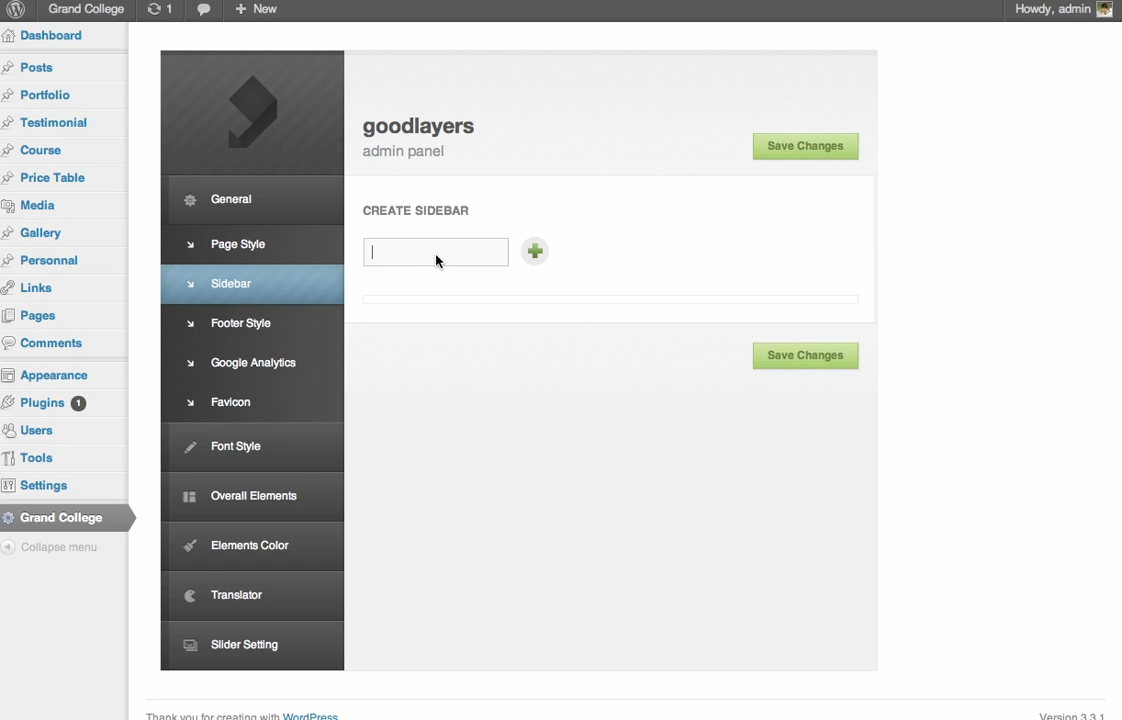 Grand College 1 New Howdy, admin
Dashboard
Posts
Portfolio
Testimonial
Course
Price Table
Media
Gallery
Personnal
Links
Pages
Comments
Appearance
Plugins 1
Users
Tools
Settings
Grand College
Collapse menu
goodlayers
admin panel
Save Changes
General
Page Style
Sidebar
Footer Style
Google Analytics
Favicon
Font Style
Overall Elements
Elements Color
Translator
Slider Setting
CREATE SIDEBAR
Save Changes
Thank you for creating with WordPress Version 3.3.1